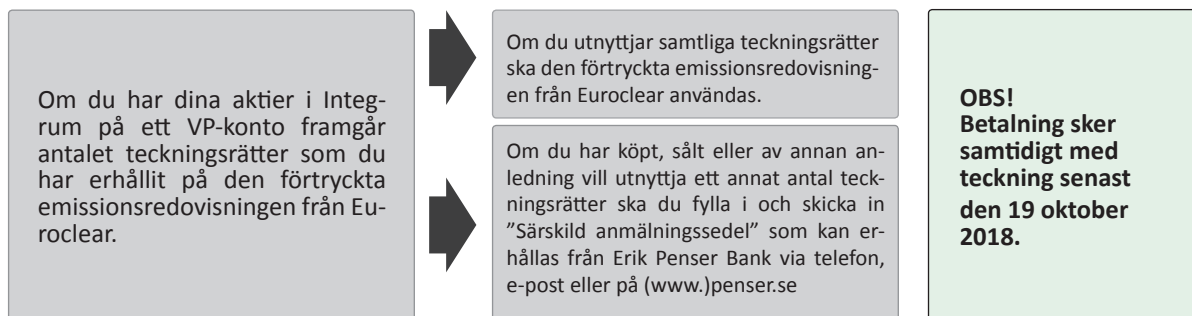 Om du har dina aktier i Integ-
rum på ett VP-konto framgår
antalet teckningsrätter som du
har erhållit på den förtryckta
emissionsredovisningen från Eu-
roclear.
Om du utnyttjar samtliga teckningsrätter
ska den förtryckta emissionsredovisning-
en från Euroclear användas.
Om du har köpt, sålt eller av annan an-
ledning vill utnyttja ett annat antal teck-
ningsrätter ska du fylla i och skicka in
”Särskild anmälningssedel” som kan er-
hållas från Erik Penser Bank via telefon,
e-post eller på (www.)penser.se
OBS!
Betalning sker
samtidigt med
teckning senast
den 19 oktober
2018.